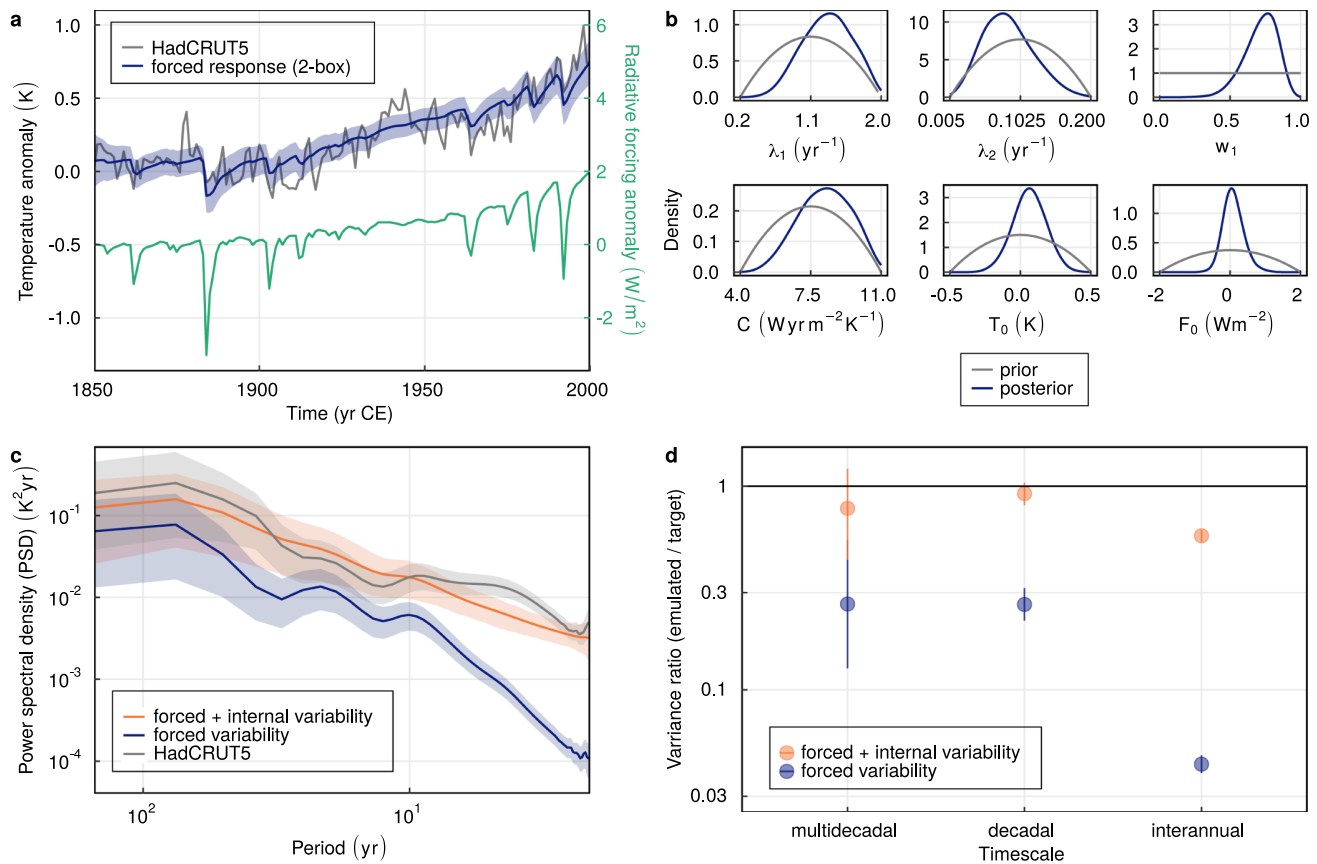 a
1.0
0.5
0.0
-0.5
-1.0
Temperature anomaly (K)
HadCRUT5
forced response (2-box)
6
4
2
0
-2
Radiative forcing anomaly (W/m²)
1850
1900
1950
2000
Time (yr CE)
b
Density
0.0
0.5
1.0
0.2
1.1
2.0
λ₁ (yr⁻¹)
0
5
10
0.005
0.1025
0.200
λ₂ (yr⁻¹)
0
1
2
3
0.0
0.5
1.0
w₁
0.0
0.1
0.2
4.0
7.5
11.0
C (W yr m⁻² K⁻¹)
0
1
2
3
-0.5
0.0
0.5
T₀ (K)
0.0
0.5
1.0
-2
0
2
F₀ (Wm⁻²)
prior
posterior
c
Power spectral density (PSD) (K²yr)
10⁻¹
10⁻²
10⁻³
10⁻⁴
forced + internal variability
forced variability
HadCRUT5
10²
10¹
Period (yr)
d
Varriance ratio (emulated / target)
1
0.3
0.1
0.03
forced + internal variability
forced variability
multidecadal
decadal
interannual
Timescale